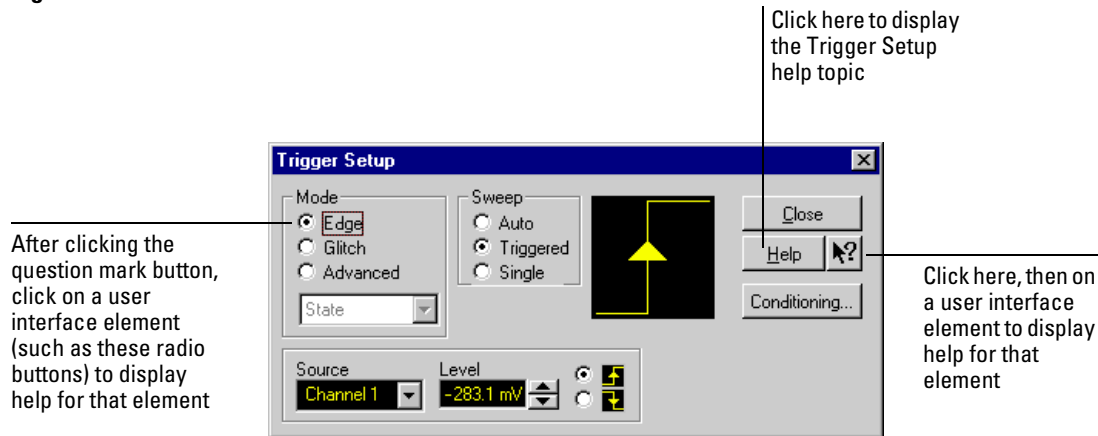 Click here to display
the Trigger Setup
help topic
Trigger Setup
Mode
Edge
Glitch
Advanced
State
Sweep
Auto
Triggered
Single
Close
Help
?
Conditioning...
Source
Channel 1
Level
-283.1 mV
After clicking the
question mark button,
click on a user
interface element
(such as these radio
buttons) to display
help for that element
Click here, then on
a user interface
element to display
help for that
element